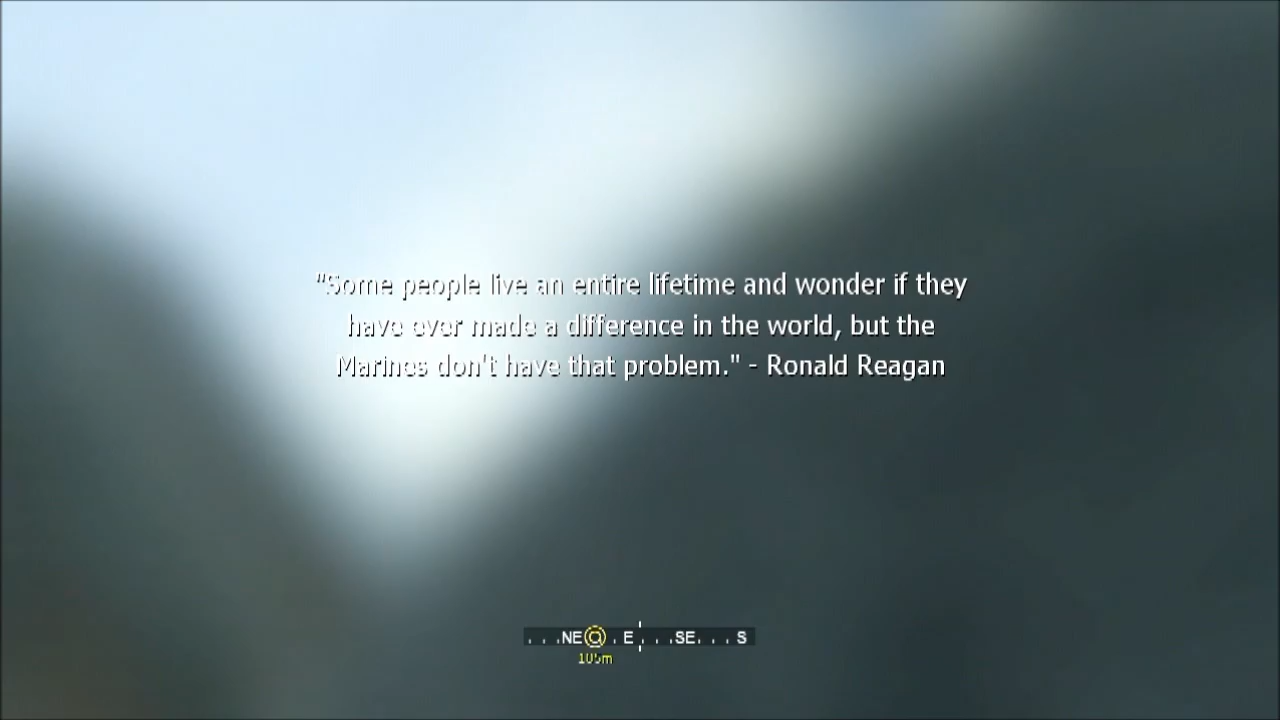 "Some people live an entire lifetime and wonder if they
have ever made a difference in the world, but the
Marines don't have that problem." - Ronald Reagan
. . .NE . E . . .SE. . . S
105m